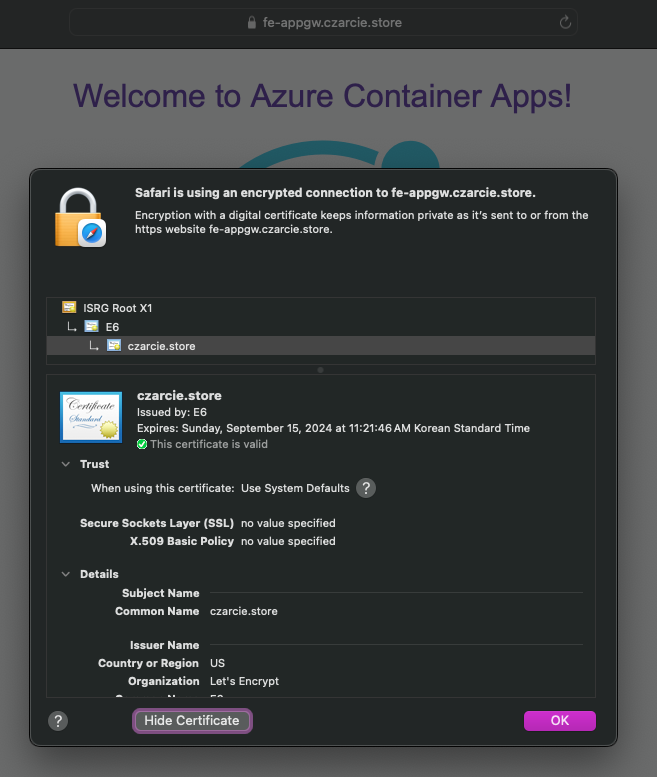 fe-appgw.czarcie.store
Welcome to Azure Container Apps!
Safari is using an encrypted connection to fe-appgw.czarcie.store.
Encryption with a digital certificate keeps information private as it's sent to or from the
https website fe-appgw.czarcie.store.
ISRG Root X1
E6
czarcie.store
Certificate
Standard
czarcie.store
Issued by: E6
Expires: Sunday, September 15, 2024 at 11:21:46 AM Korean Standard Time
This certificate is valid
Trust
When using this certificate: Use System Defaults ?
Secure Sockets Layer (SSL) no value specified
X.509 Basic Policy no value specified
Details
Subject Name
Common Name czarcie.store
Issuer Name
Country or Region US
Organization Let's Encrypt
? Hide Certificate OK